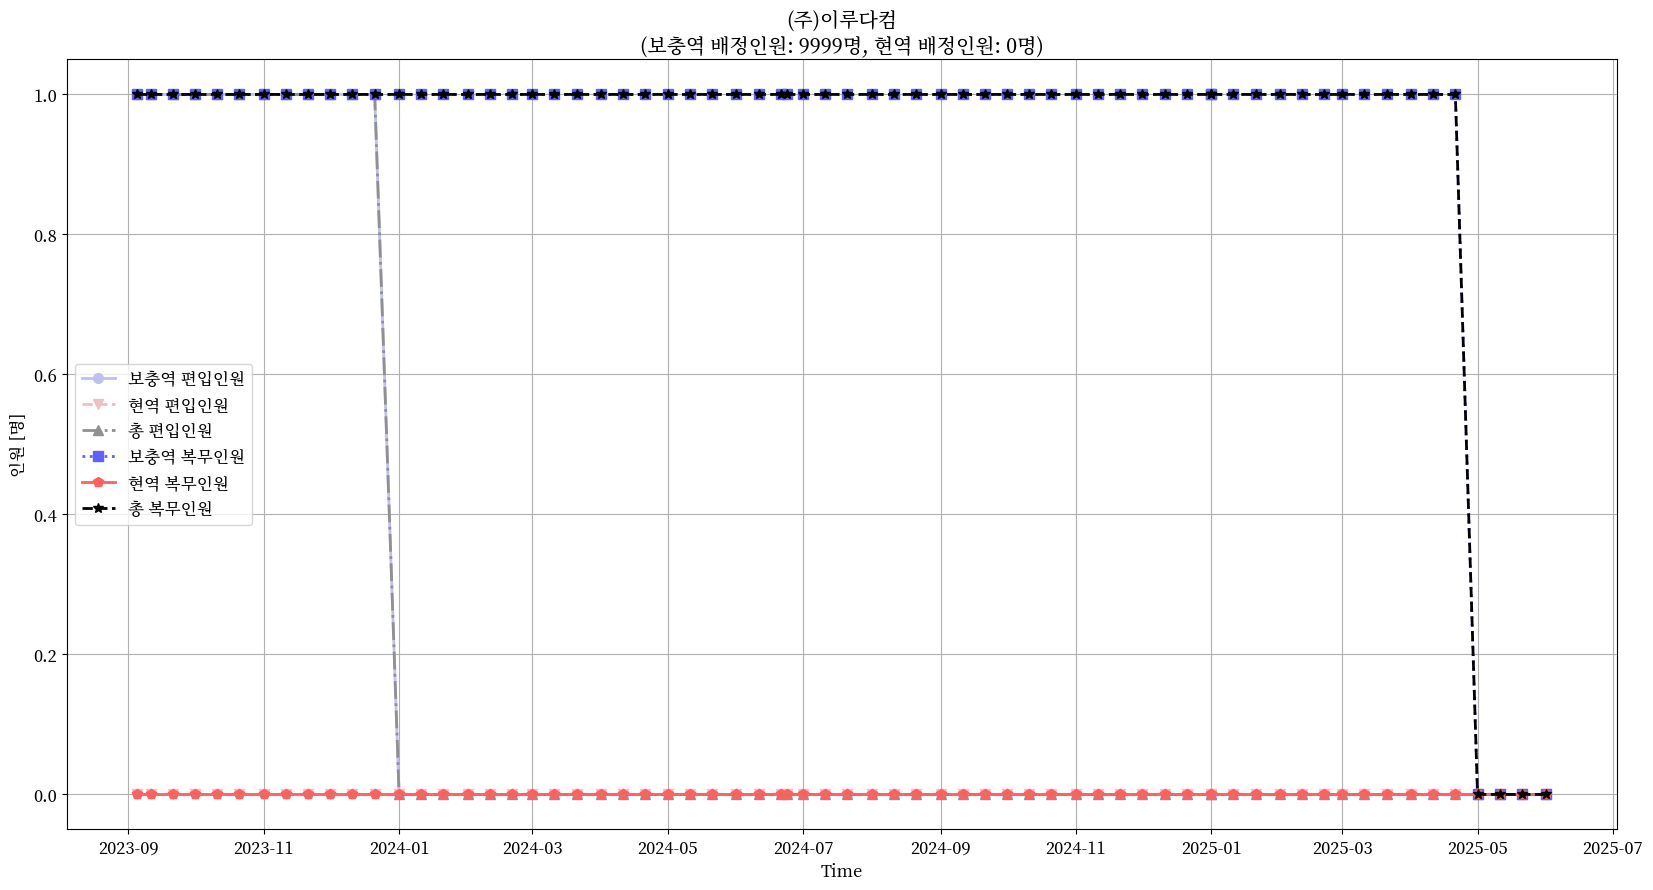 (주)이루다컴
(보충역 배정인원: 9999명, 현역 배정인원: 0명)
인원 [명]
1.0
0.8
0.6
0.4
0.2
0.0
보충역 편입인원
현역 편입인원
총 편입인원
보충역 복무인원
현역 복무인원
총 복무인원
2023-09
2023-11
2024-01
2024-03
2024-05
2024-07
2024-09
2024-11
2025-01
2025-03
2025-05
2025-07
Time